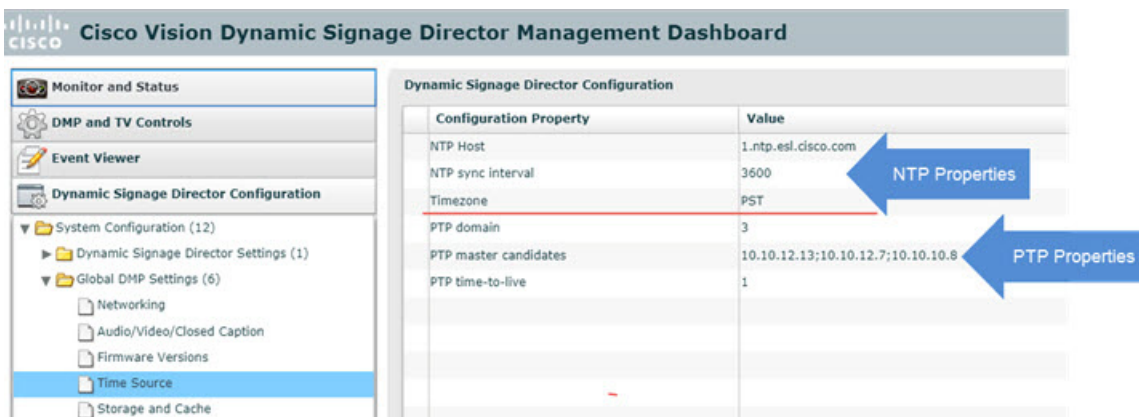 CISCO
Cisco Vision Dynamic Signage Director Management Dashboard
Monitor and Status
DMP and TV Controls
Event Viewer
Dynamic Signage Director Configuration
System Configuration (12)
Dynamic Signage Director Settings (1)
Global DMP Settings (6)
Networking
Audio/Video/Closed Caption
Firmware Versions
Time Source
Storage and Cache
Dynamic Signage Director Configuration
Configuration Property Value
NTP Host 1.ntp.esl.cisco.com
NTP sync interval 3600
Timezone PST
PTP domain 3
PTP master candidates 10.10.12.13;10.10.12.7;10.10.10.8
PTP time-to-live 1
NTP Properties
PTP Properties